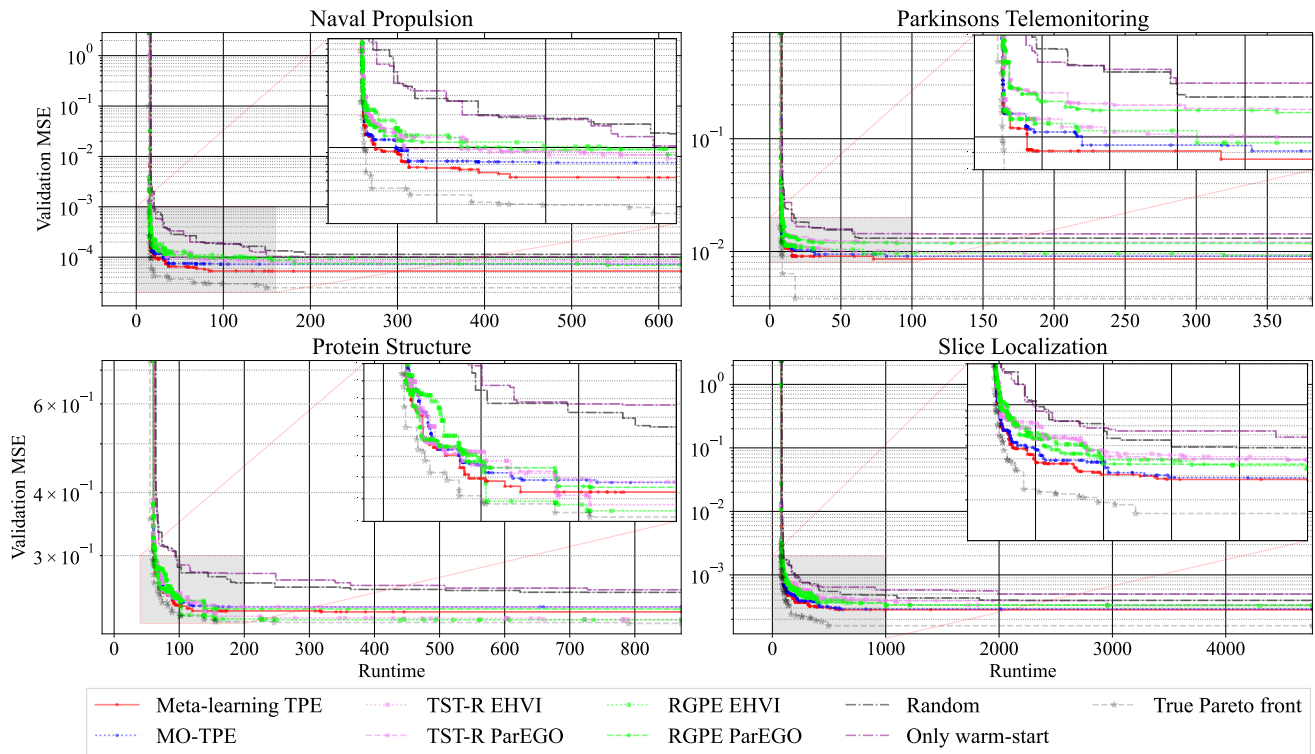 Naval Propulsion
Parkinsons Telemonitoring
Validation MSE
10^0
10^-1
10^-2
10^-3
10^-4
0 100 200 300 400 500 600
10^-1
10^-2
0 50 100 150 200 250 300 350
Protein Structure
Slice Localization
Validation MSE
6 × 10^-1
4 × 10^-1
3 × 10^-1
0 100 200 300 400 500 600 700 800
Runtime
10^0
10^-1
10^-2
10^-3
0 1000 2000 3000 4000
Runtime
Meta-learning TPE
TST-R EHVI
RGPE EHVI
Random
True Pareto front
MO-TPE
TST-R ParEGO
RGPE ParEGO
Only warm-start